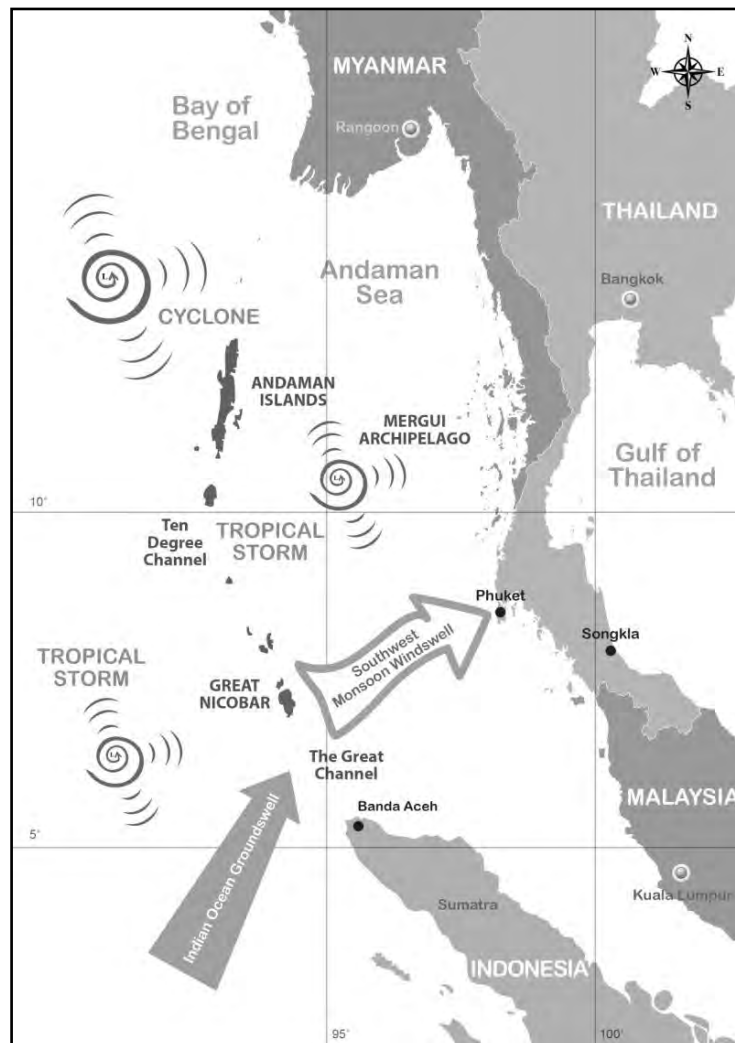 N
W
E
S
MYANMAR
Bay of
Bengal
Rangoon
THAILAND
Andaman
Sea
Bangkok
CYCLONE
ANDAMAN
ISLANDS
MERGUI
ARCHIPELAGO
Gulf of
Thailand
10°
Ten
Degree
Channel
TROPICAL
STORM
Phuket
Songkla
Southwest
Monsoon Windswell
TROPICAL
STORM
GREAT
NICOBAR
The Great
Channel
MALAYSIA
Banda Aceh
5°
Indian Ocean Groundswell
Kuala Lumpur
Sumatra
INDONESIA
95°
100°